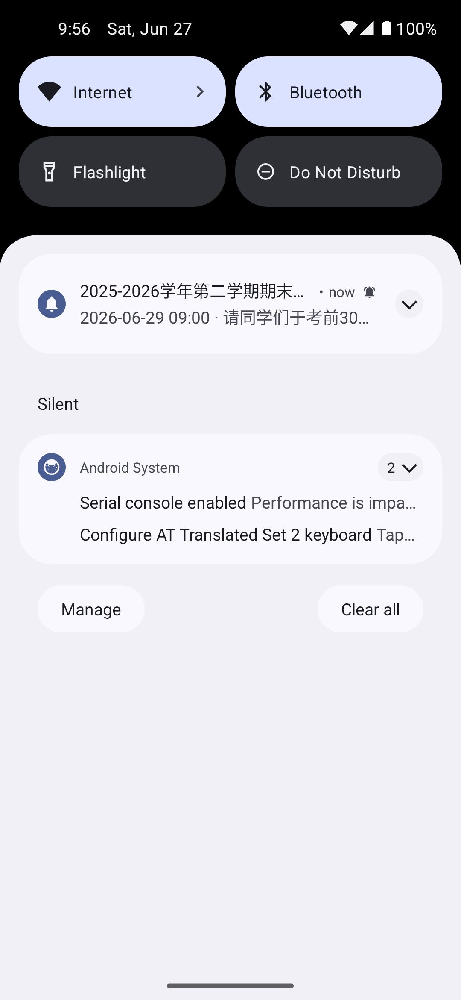 9:56 Sat, Jun 27 100%
Internet
Bluetooth
Flashlight
Do Not Disturb
2025-2026学年第二学期期末… • now
2026-06-29 09:00 · 请同学们于考前30…
Silent
Android System 2
Serial console enabled Performance is impa…
Configure AT Translated Set 2 keyboard Tap…
Manage
Clear all